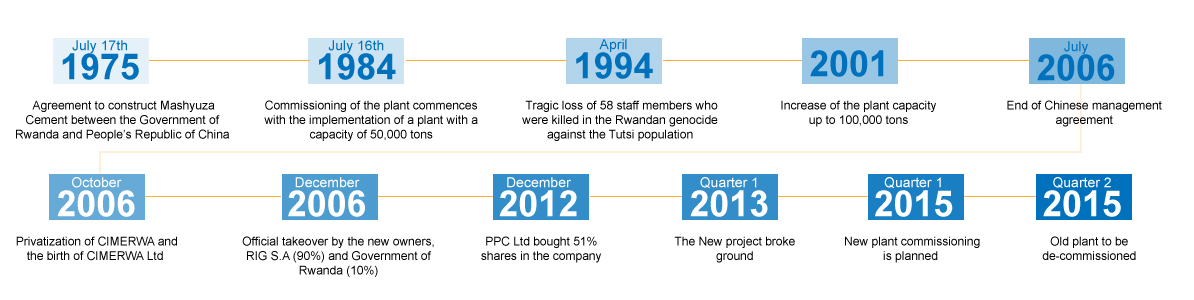 July 17th
1975
Agreement to construct Mashyuza
Cement between the Government of
Rwanda and People's Republic of China
July 16th
1984
Commissioning of the plant commences
with the implementation of a plant with a
capacity of 50,000 tons
April
1994
Tragic loss of 58 staff members who
were killed in the Rwandan genocide
against the Tutsi population
2001
Increase of the plant capacity
up to 100,000 tons
July
2006
End of Chinese management
agreement
October
2006
Privatization of CIMERWA and
the birth of CIMERWA Ltd
December
2006
Official takeover by the new owners,
RIG S.A (90%) and Government of
Rwanda (10%)
December
2012
PPC Ltd bought 51%
shares in the company
Quarter 1
2013
The New project broke
ground
Quarter 1
2015
New plant commissioning
is planned
Quarter 2
2015
Old plant to be
de-commissioned